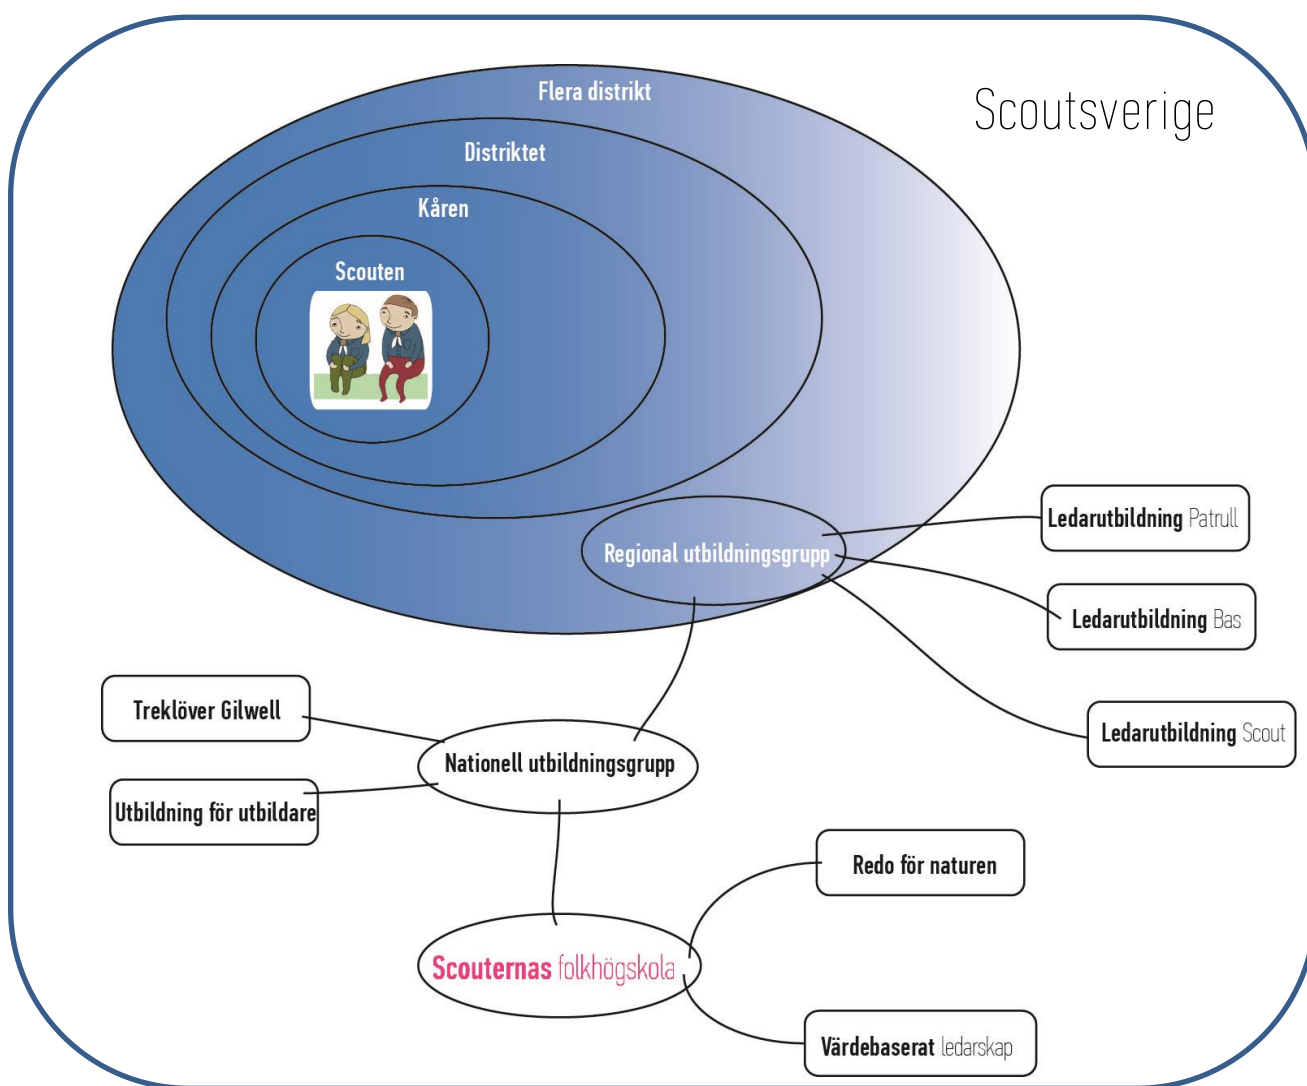 Scoutsverige
Flera distrikt
Distriktet
Kåren
Scouten
Regional utbildningsgrupp
Ledarutbildning Patrull
Ledarutbildning Bas
Ledarutbildning Scout
Treklöver Gilwell
Nationell utbildningsgrupp
Utbildning för utbildare
Redo för naturen
Scouternas folkhögskola
Värdebaserat ledarskap